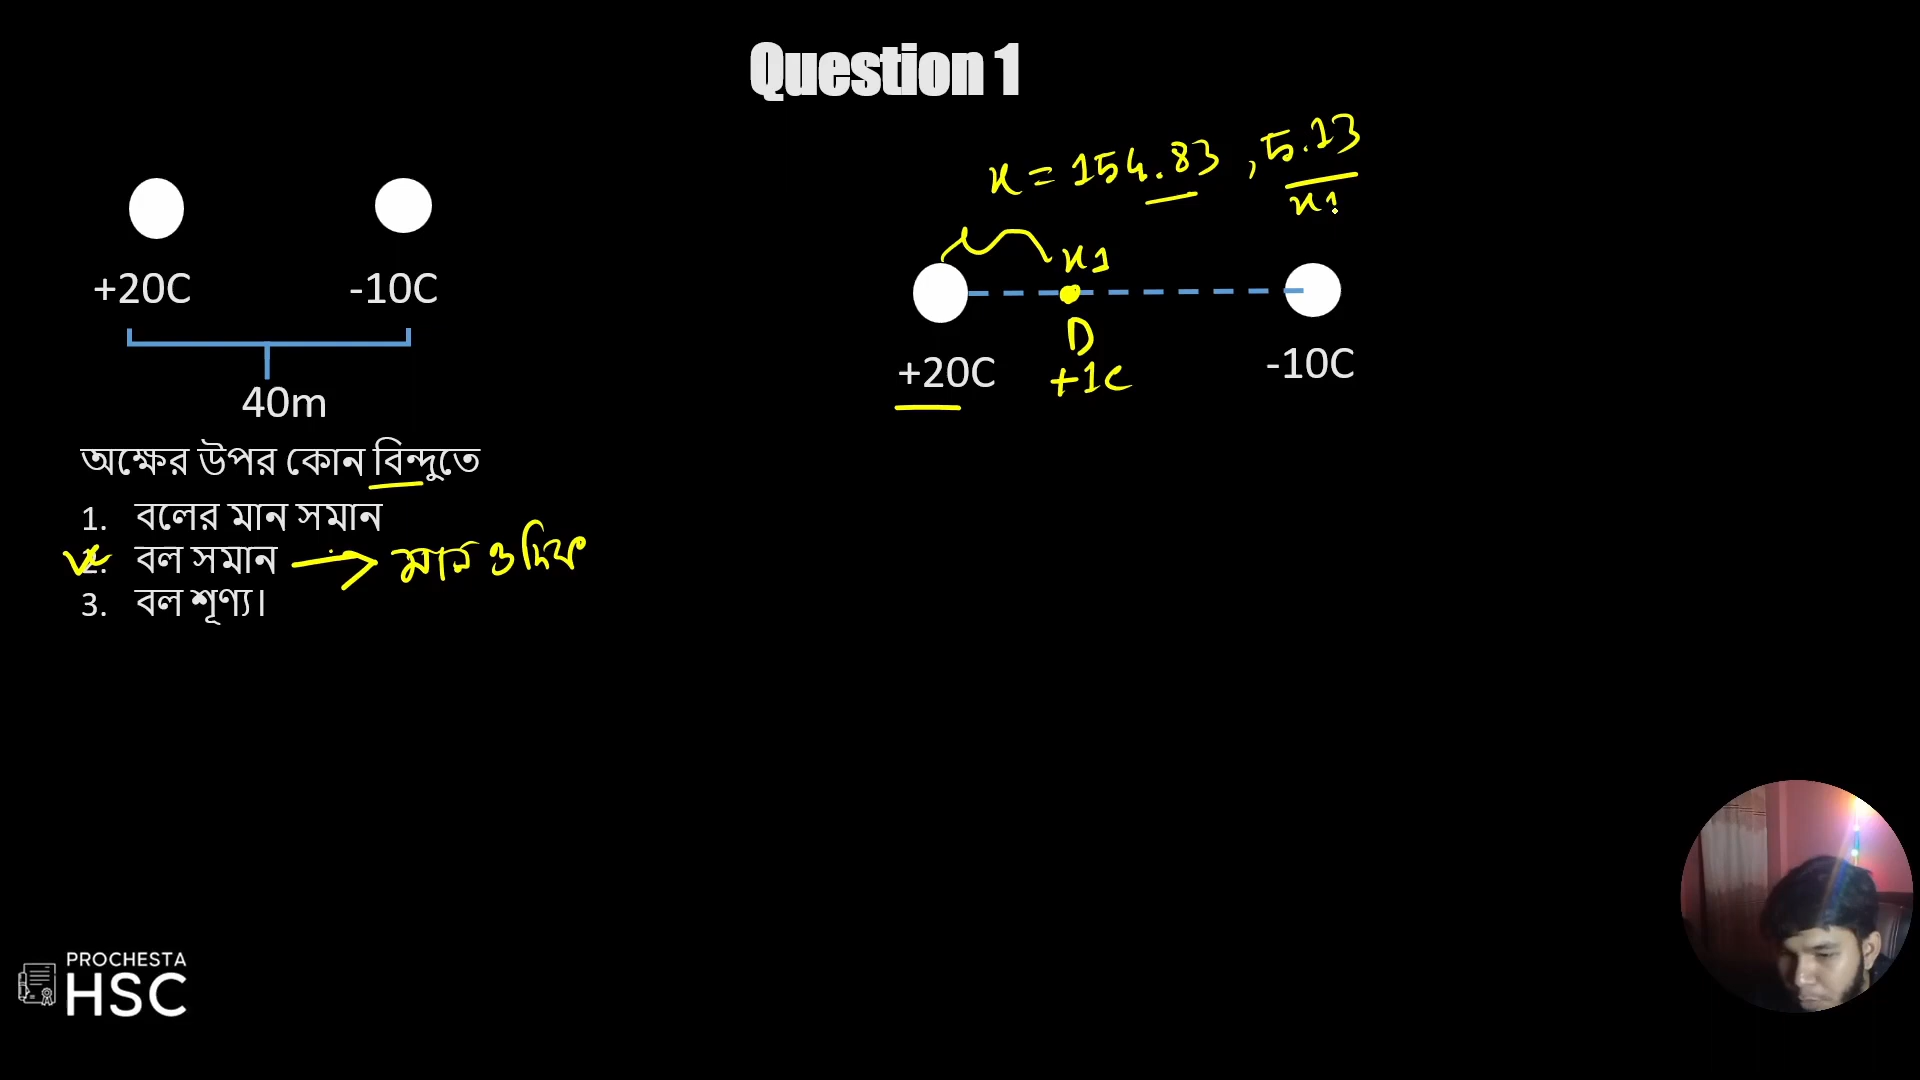 Question 1
x = 154.83 , 5.13
x1
x1
+20C
-10C
D
+20C
+1C
-10C
40m
অক্ষের উপর কোন বিন্দুতে
1. বলের মান সমান
2. বল সমান → মান ও দিক
3. বল শূণ্য।
PROCHESTA
HSC